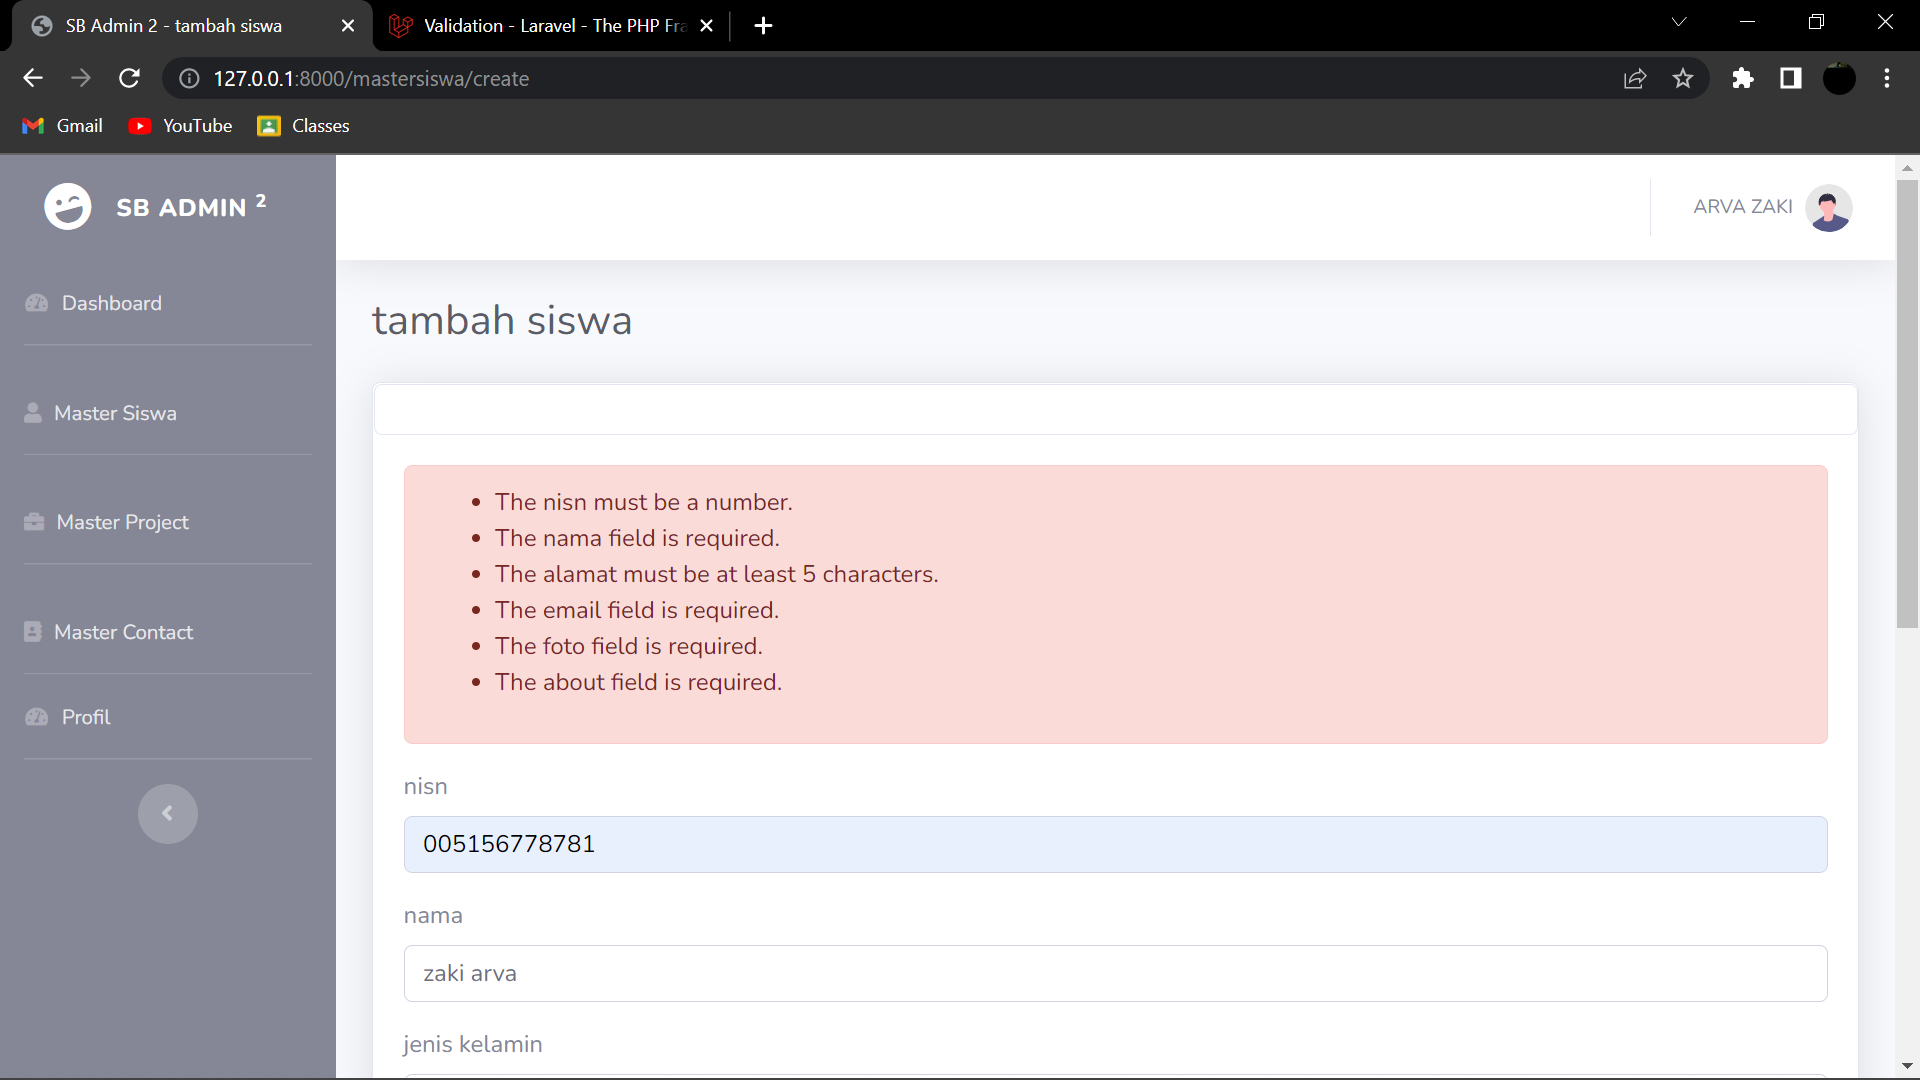 SB Admin 2 - tambah siswa
Validation - Laravel - The PHP Fra
127.0.0.1:8000/mastersiswa/create
Gmail
YouTube
Classes
SB ADMIN 2
ARVA ZAKI
Dashboard
Master Siswa
Master Project
Master Contact
Profil
tambah siswa
The nisn must be a number.
The nama field is required.
The alamat must be at least 5 characters.
The email field is required.
The foto field is required.
The about field is required.
nisn
005156778781
nama
zaki arva
jenis kelamin